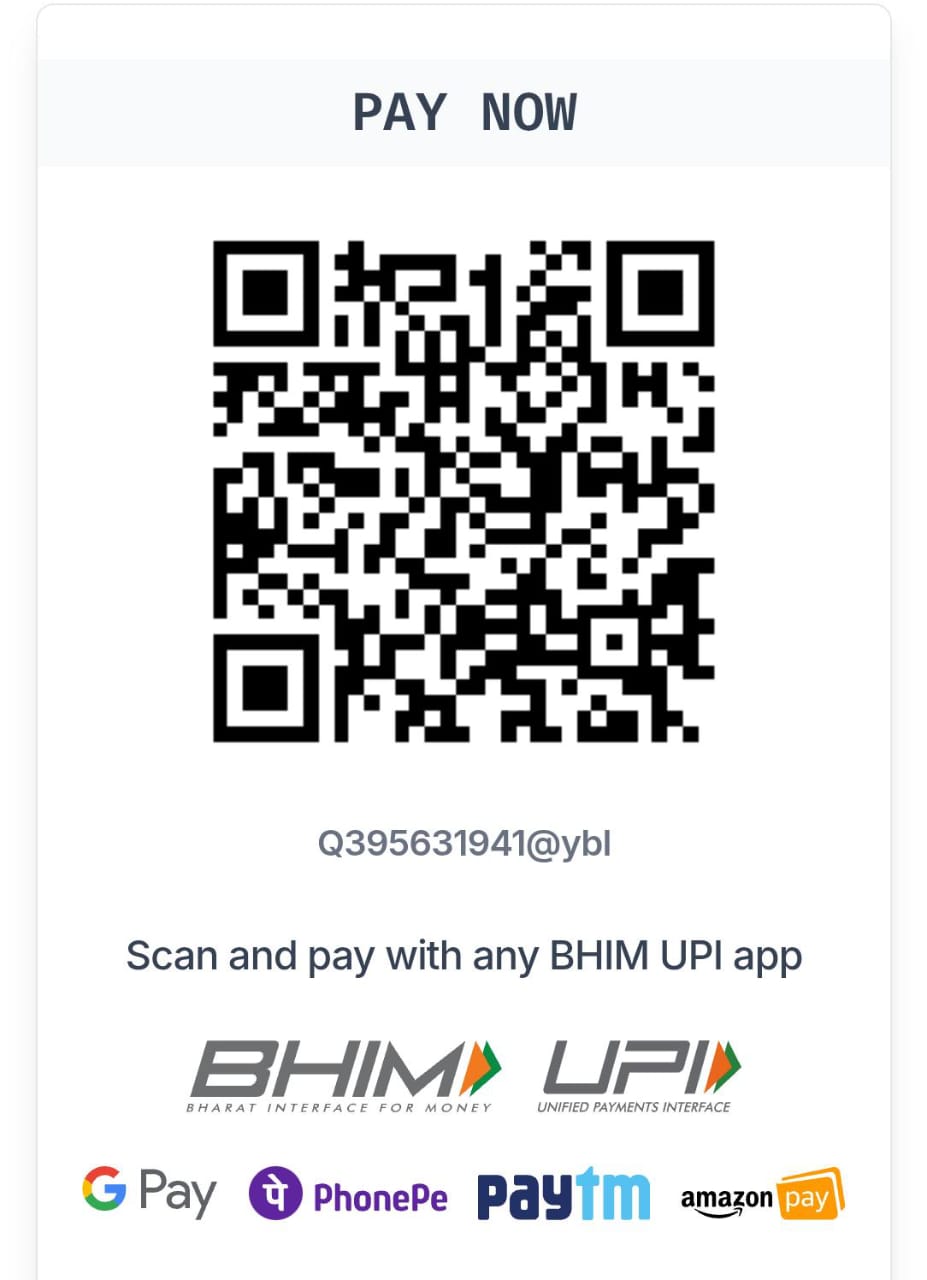 PAY NOW
Q395631941@ybl
Scan and pay with any BHIM UPI app
BHIM UPI
BHARAT INTERFACE FOR MONEY UNIFIED PAYMENTS INTERFACE
G Pay पे PhonePe paytm amazon pay